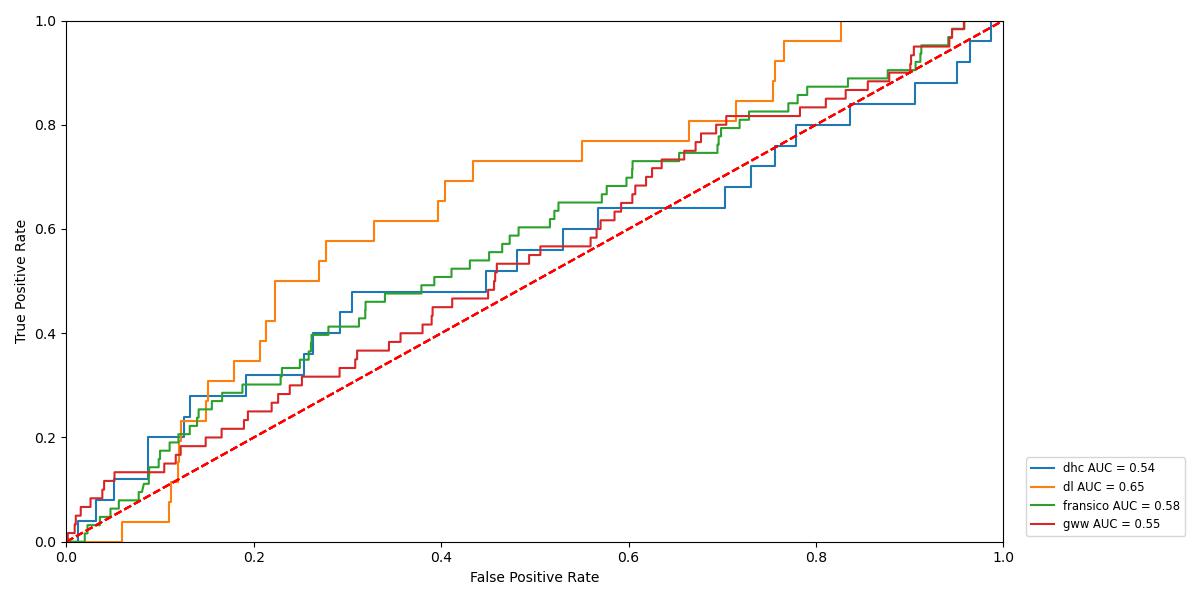 1.0
0.8
0.6
0.4
0.2
0.0
True Positive Rate
0.0 0.2 0.4 0.6 0.8 1.0
False Positive Rate
dhc AUC = 0.54
dl AUC = 0.65
fransico AUC = 0.58
gww AUC = 0.55